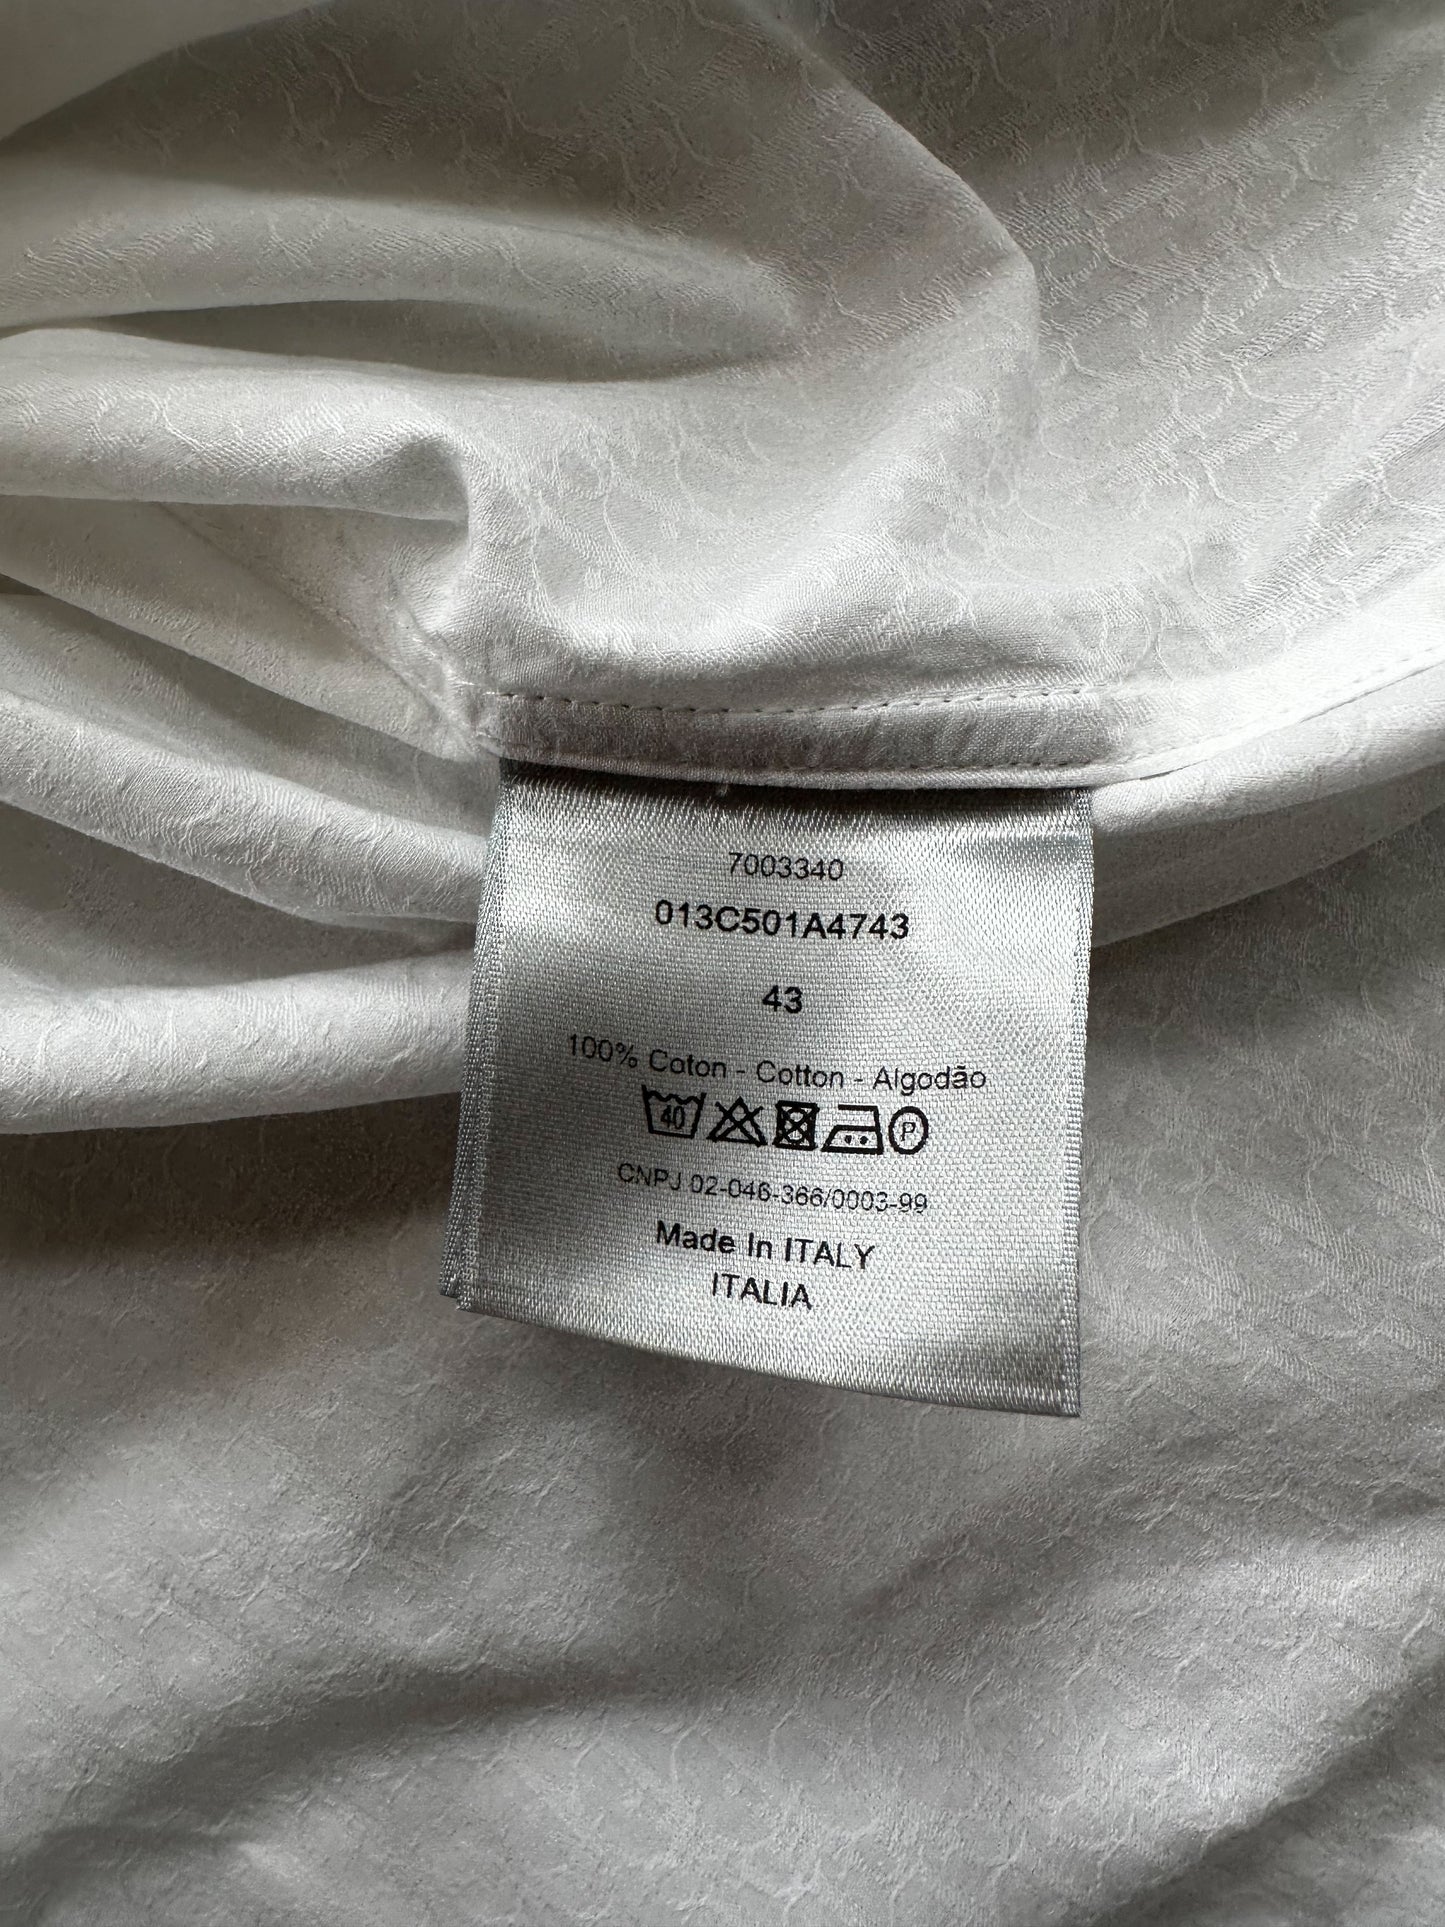 7003340
013C501A4743
43
100% Coton - Cotton - Algodão
40 P
CNPJ 02-046-366/0003-99
Made In ITALY
ITALIA